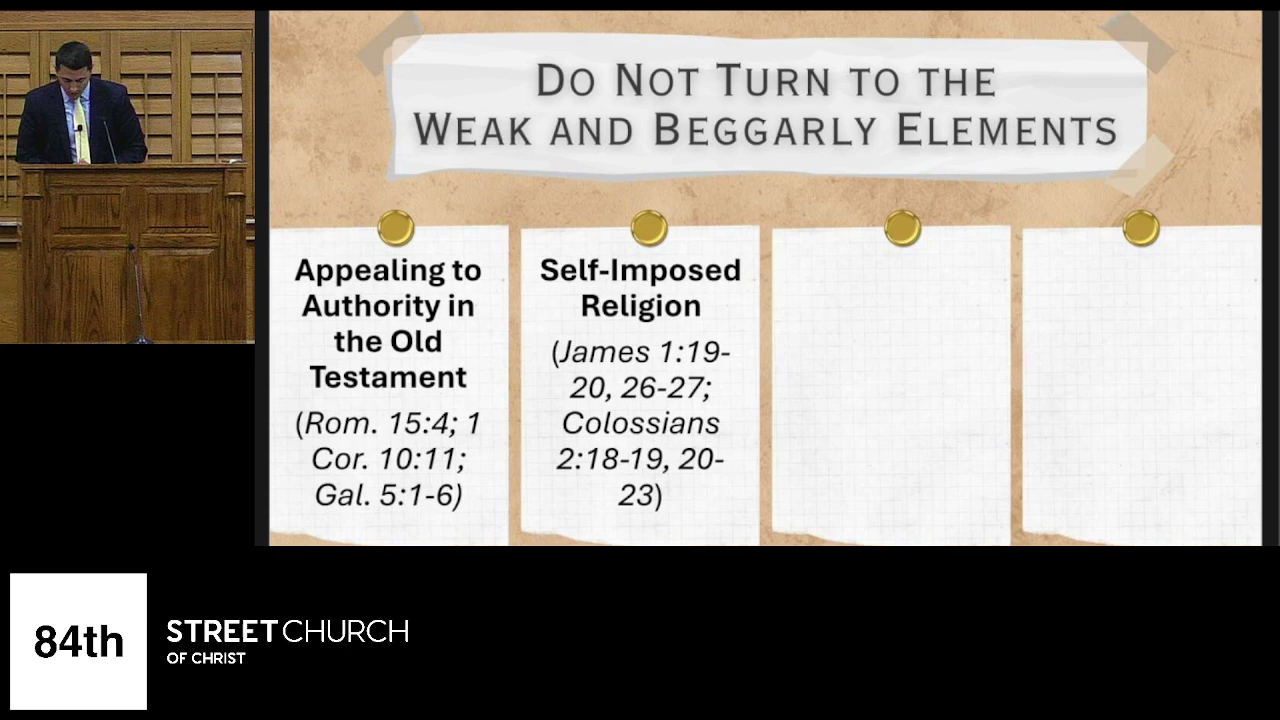 DO NOT TURN TO THE
WEAK AND BEGGARLY ELEMENTS
Appealing to
Authority in
the Old
Testament
(Rom. 15:4; 1
Cor. 10:11;
Gal. 5:1-6)
Self-Imposed
Religion
(James 1:19-
20, 26-27;
Colossians
2:18-19, 20-
23)
84th
STREET CHURCH
OF CHRIST